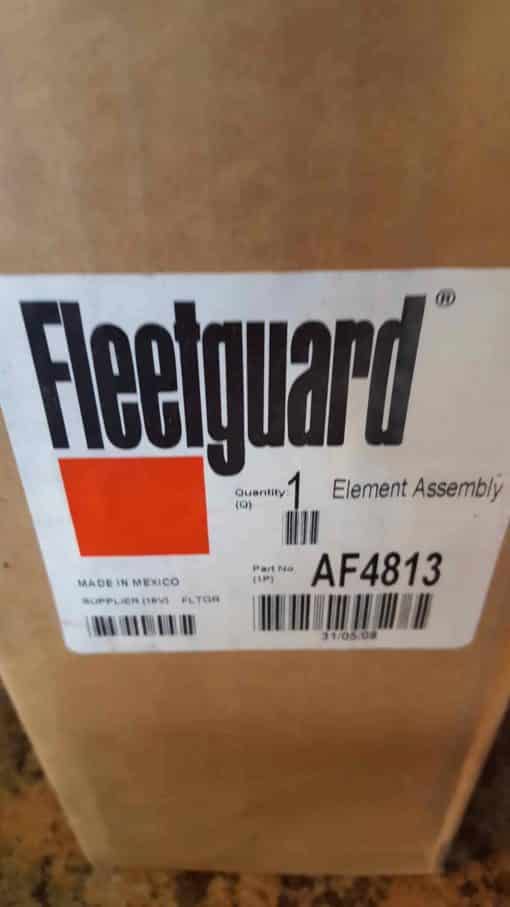 Fleetguard®
Quantity 1 Element Assembly
(Q)
Part No AF4813
(1P)
MADE IN MEXICO
SUPPLIER (18V) FLTGR
31/05/08